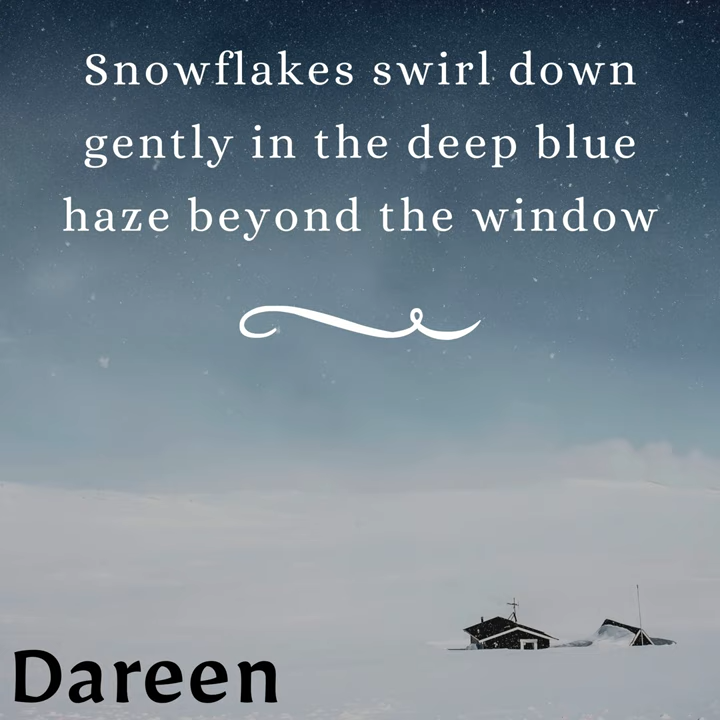 Snowflakes swirl down
gently in the deep blue
haze beyond the window
Dareen